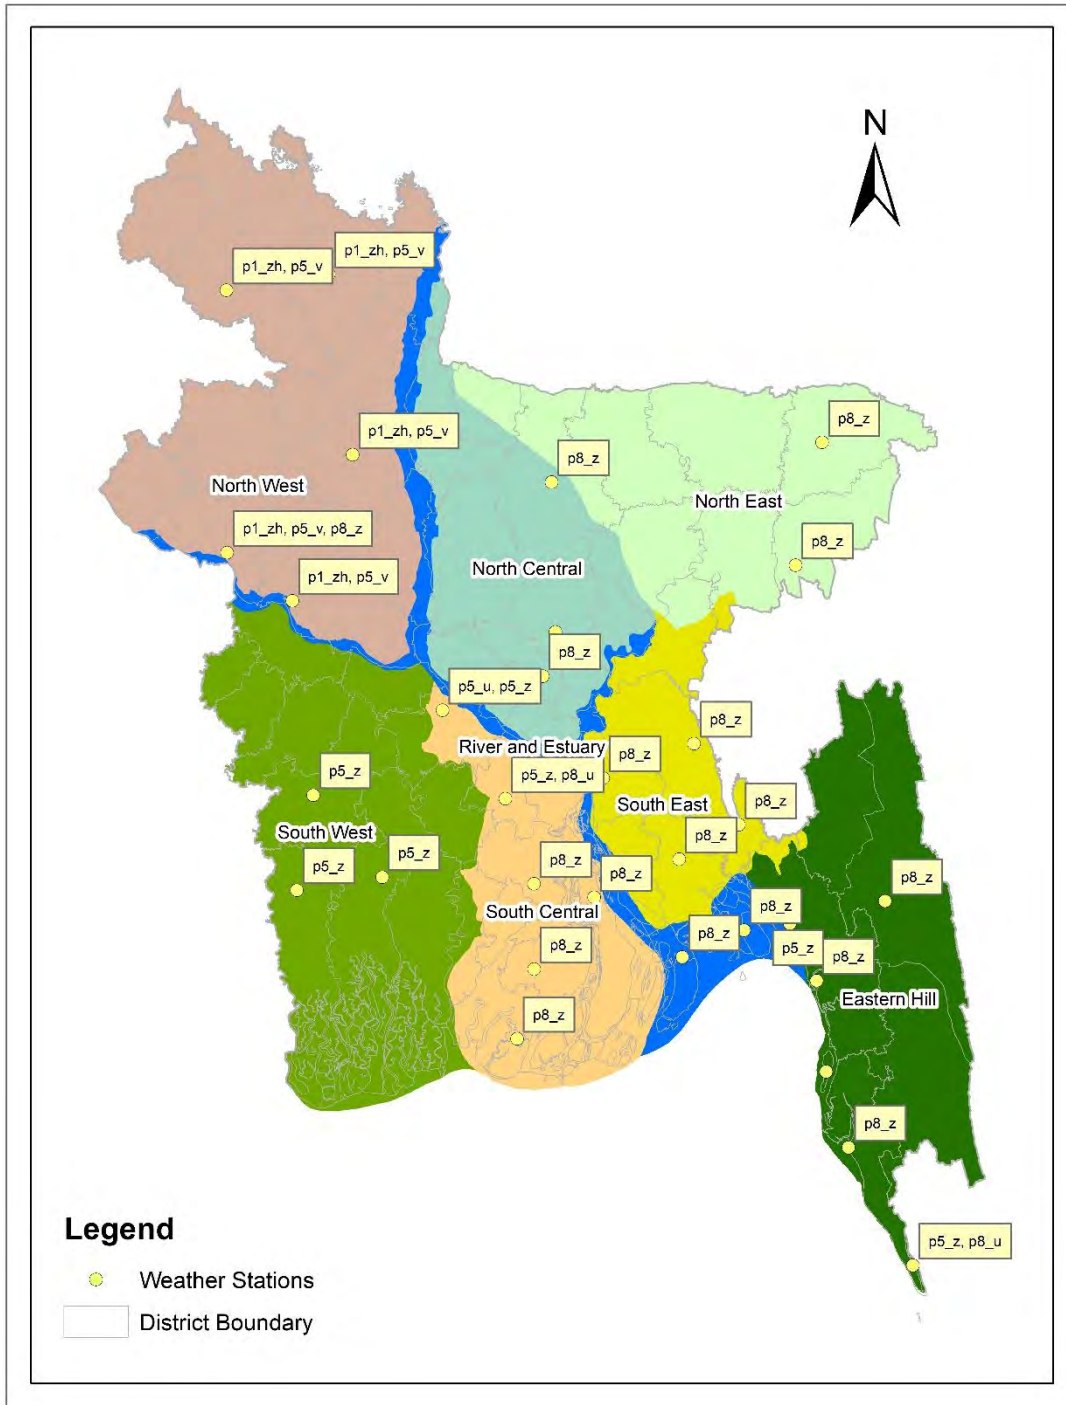 N
p1_zh, p5_v
p1_zh, p5_v
p1_zh, p5_v
p8_z
p8_z
North West
North East
p1_zh, p5_v, p8_z
p8_z
North Central
p1_zh, p5_v
p8_z
p5_u, p5_z
p8_z
River and Estuary
p8_z
p5_z
p5_z, p8_u
South East
p8_z
South West
p8_z
p5_z
p5_z
p8_z
p8_z
p8_z
South Central
p8_z
p8_z
p8_z
p5_z
p8_z
Eastern Hill
p8_z
p8_z
p5_z, p8_u
Legend
Weather Stations
District Boundary